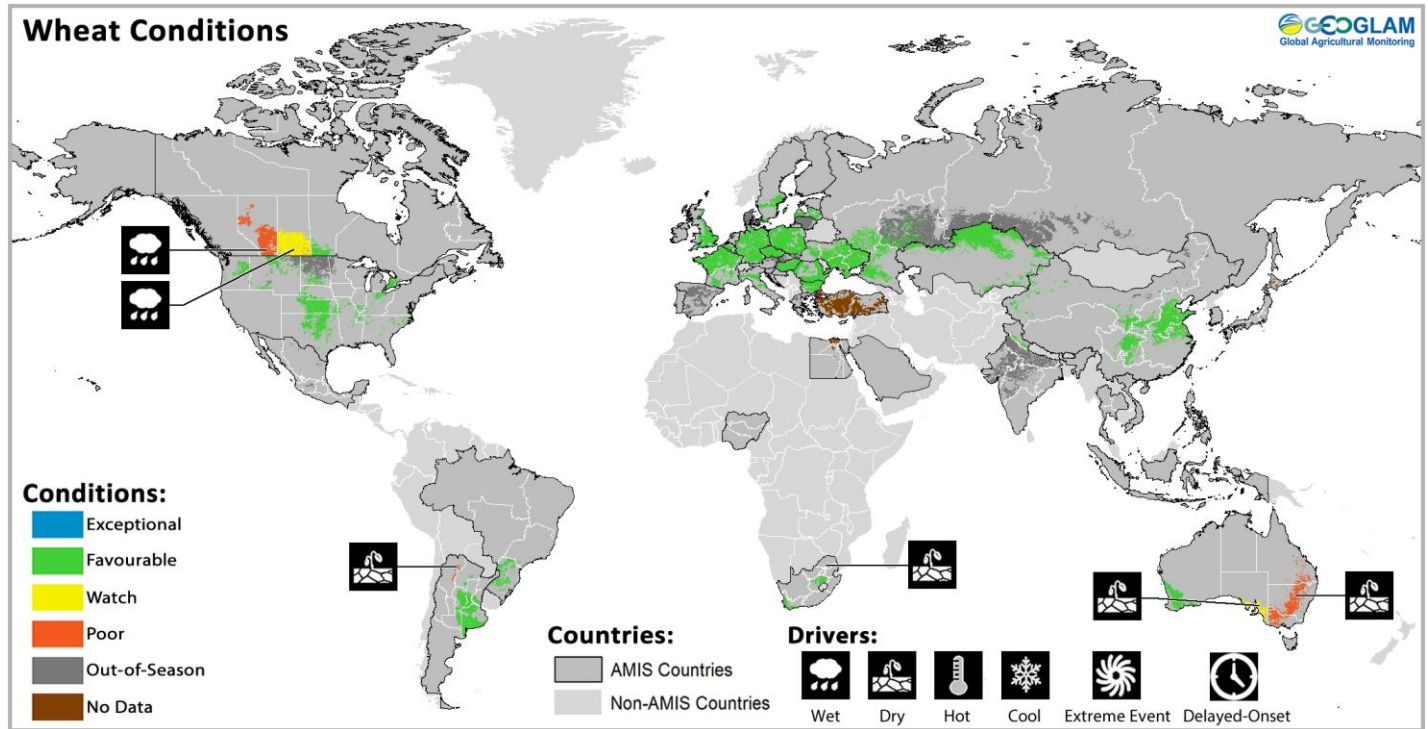 Wheat Conditions
GEOGLAM
Global Agricultural Monitoring
Conditions:
Exceptional
Favourable
Watch
Poor
Out-of-Season
No Data
Countries:
AMIS Countries
Non-AMIS Countries
Drivers:
Wet
Dry
Hot
Cool
Extreme Event
Delayed-Onset